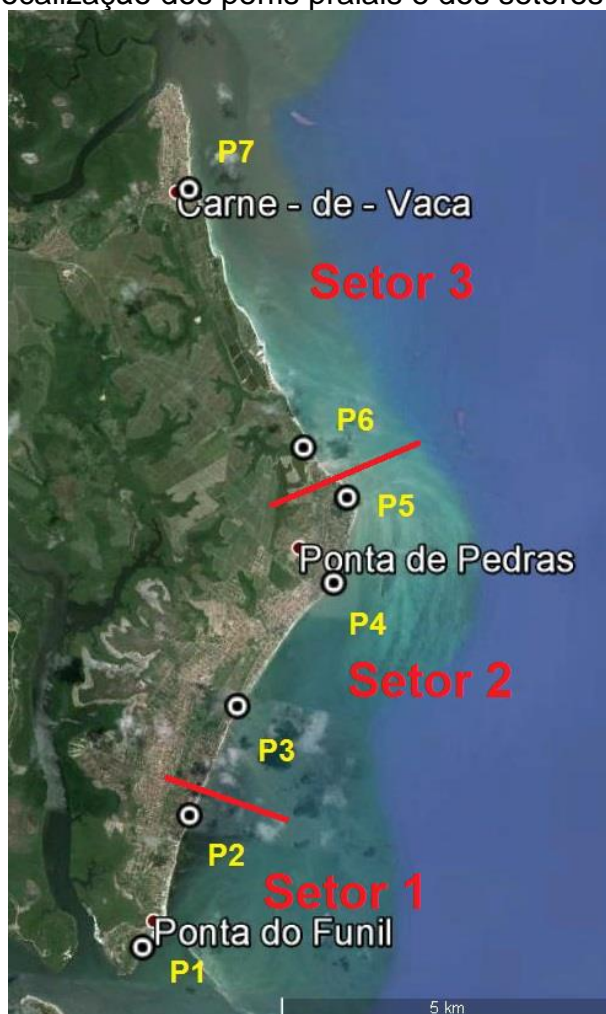 ocalização dos perfis praiais e dos setores
P7
Carne - de - Vaca
Setor 3
P6
P5
Ponta de Pedras
P4
Setor 2
P3
P2
Setor 1
Ponta do Funil
P1
5 km